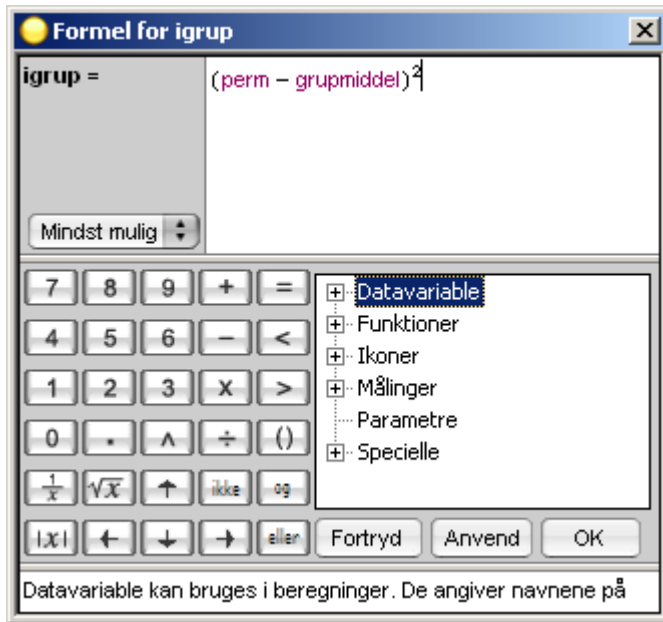 Formel for igrup
igrup = (perm – grupmiddel)²
Mindst mulig
7 8 9 + =
4 5 6 – <
1 2 3 x >
0 . ^ ÷ ()
1/x √x ↑ ikke og
|x| ← ↓ → eller
Datavariable
Funktioner
Ikoner
Målinger
Parametre
Specielle
Fortryd Anvend OK
Datavariable kan bruges i beregninger. De angiver navnene på